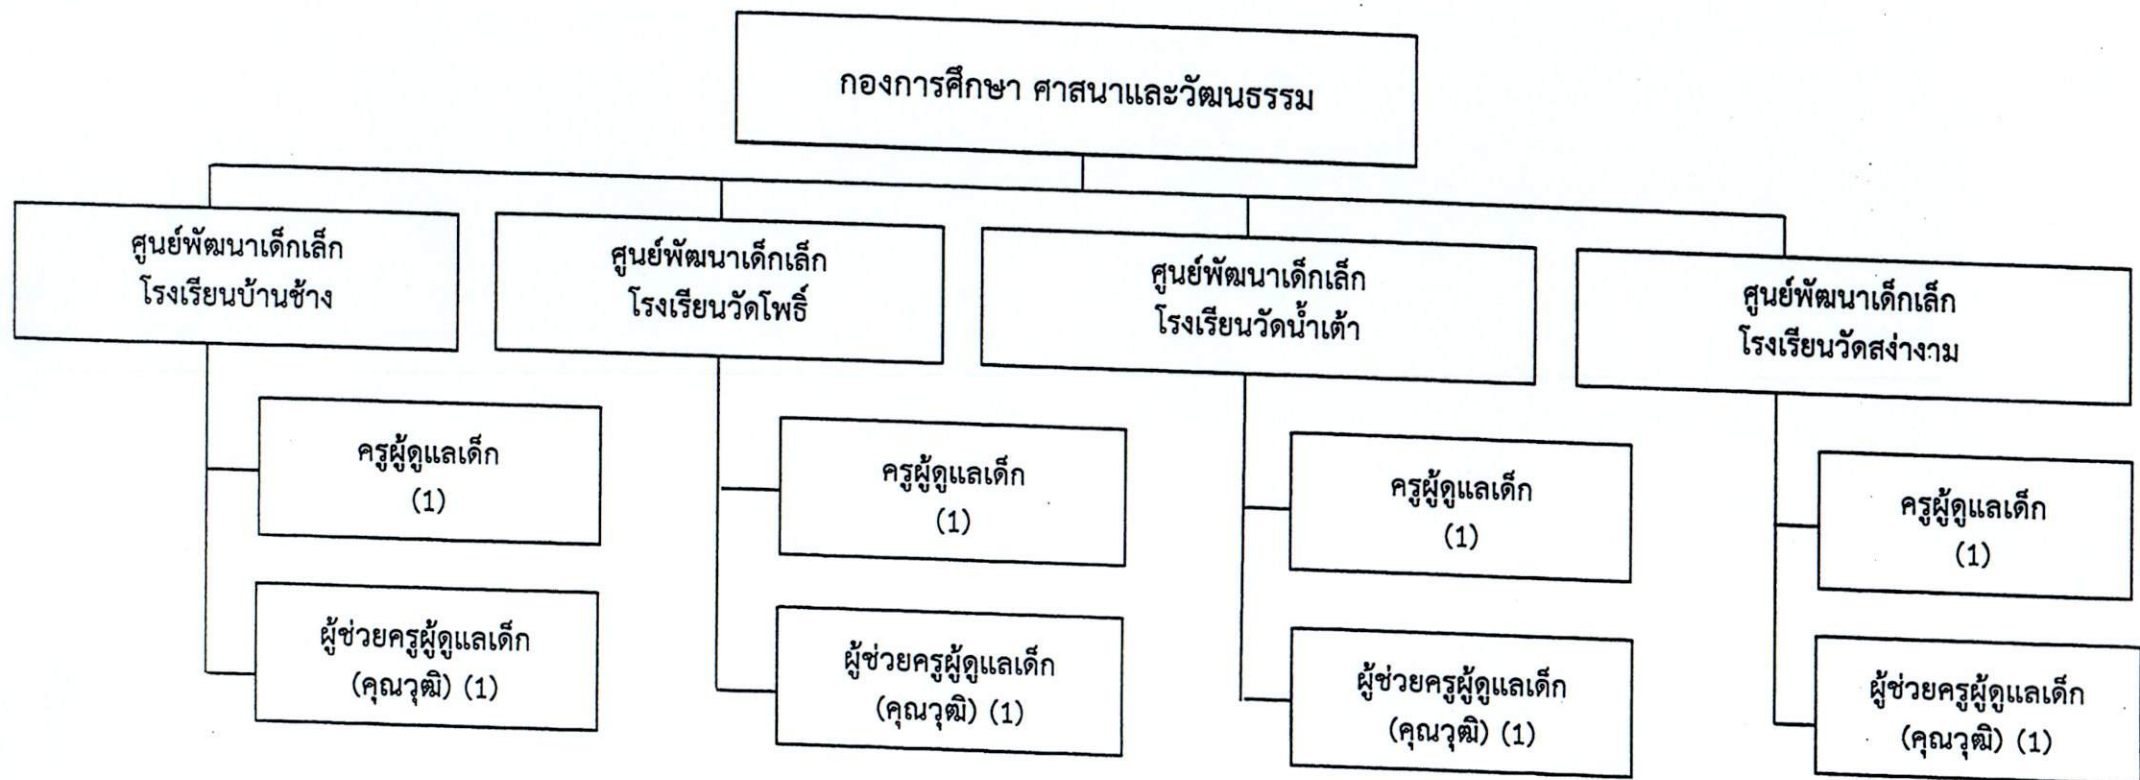 กองการศึกษา ศาสนาและวัฒนธรรม
ศูนย์พัฒนาเด็กเล็ก
โรงเรียนบ้านช้าง
ศูนย์พัฒนาเด็กเล็ก
โรงเรียนวัดโพธิ์
ศูนย์พัฒนาเด็กเล็ก
โรงเรียนวัดน้ำเต้า
ศูนย์พัฒนาเด็กเล็ก
โรงเรียนวัดสง่างาม
ครูผู้ดูแลเด็ก
(1)
ครูผู้ดูแลเด็ก
(1)
ครูผู้ดูแลเด็ก
(1)
ครูผู้ดูแลเด็ก
(1)
ผู้ช่วยครูผู้ดูแลเด็ก
(คุณวุฒิ) (1)
ผู้ช่วยครูผู้ดูแลเด็ก
(คุณวุฒิ) (1)
ผู้ช่วยครูผู้ดูแลเด็ก
(คุณวุฒิ) (1)
ผู้ช่วยครูผู้ดูแลเด็ก
(คุณวุฒิ) (1)